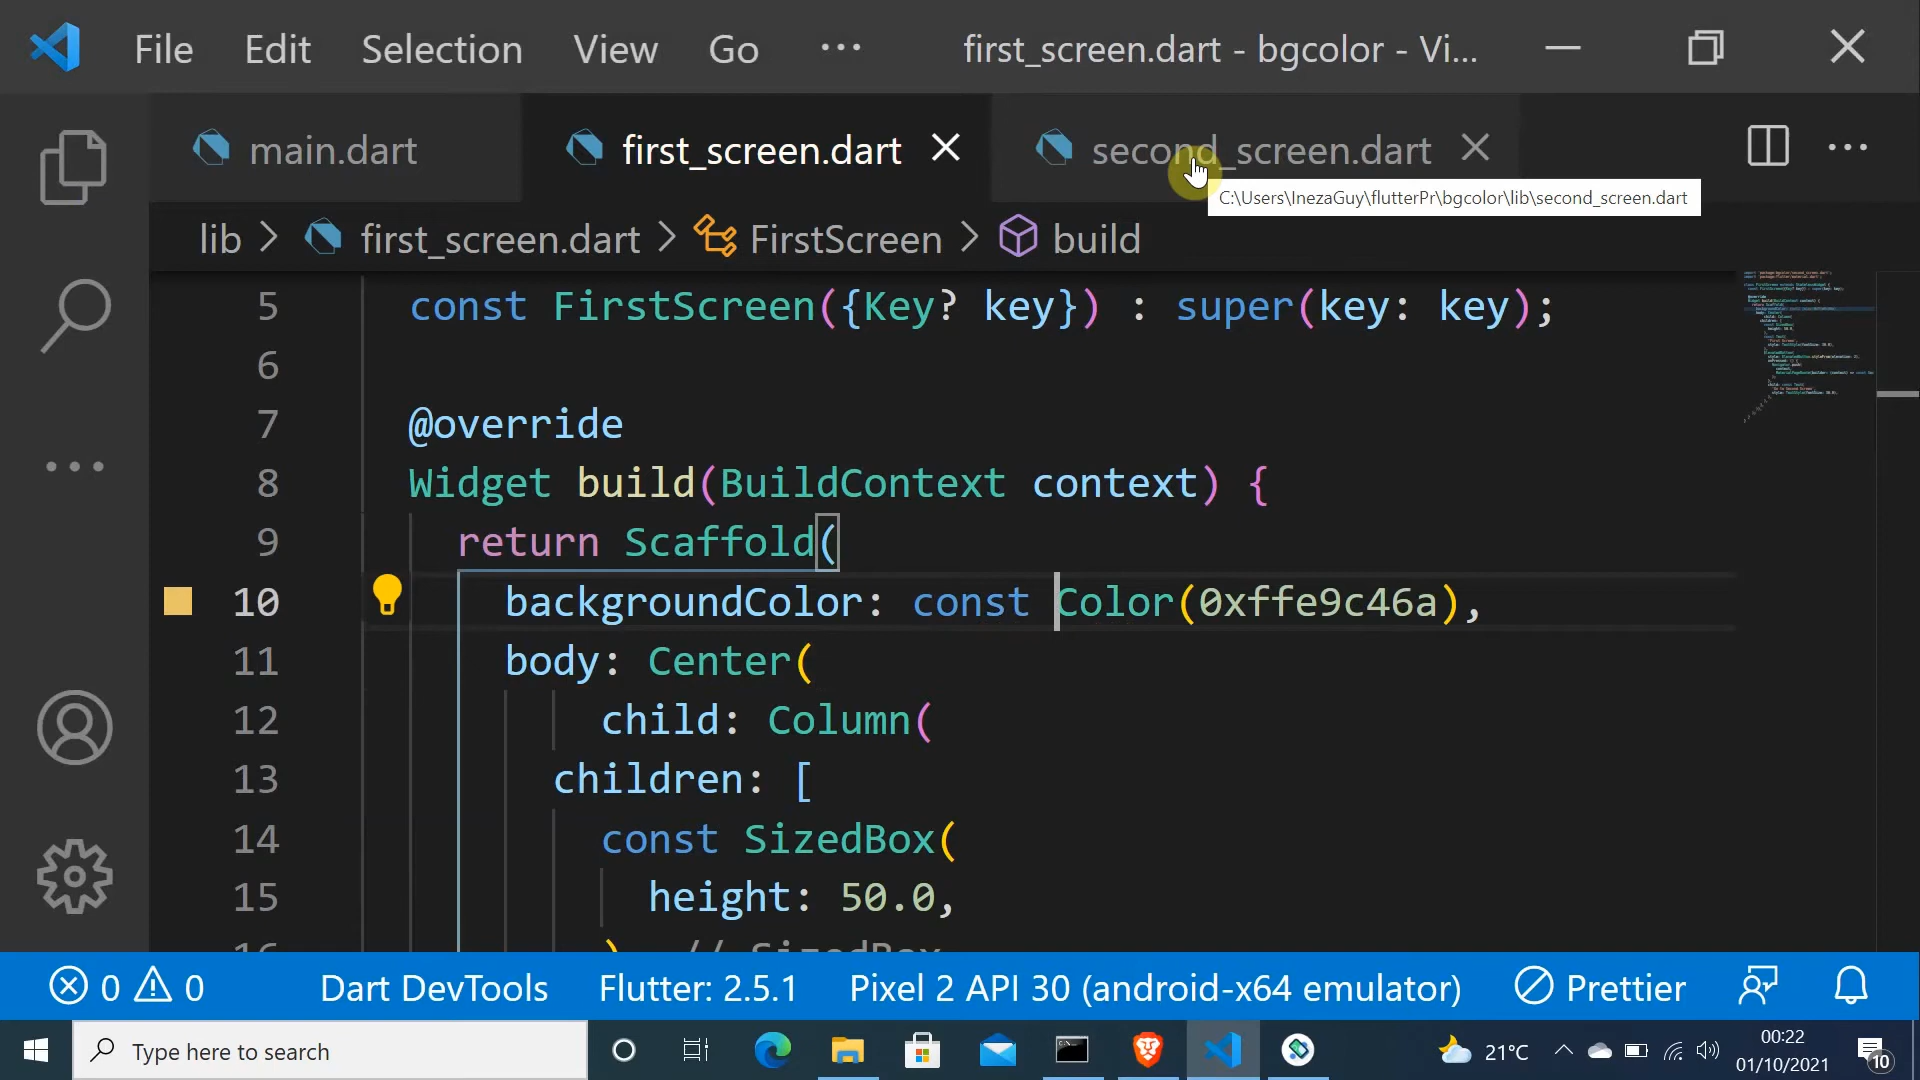 File Edit Selection View Go ··· first_screen.dart - bgcolor - Vi...
main.dart first_screen.dart second_screen.dart
C:\Users\InezaGuy\flutterPr\bgcolor\lib\second_screen.dart
lib > first_screen.dart > FirstScreen > build
5 const FirstScreen({Key? key}) : super(key: key);
6
7 @override
8 Widget build(BuildContext context) {
9 return Scaffold(
10 backgroundColor: const Color(0xffe9c46a),
11 body: Center(
12 child: Column(
13 children: [
14 const SizedBox(
15 height: 50.0,
16 ) // SizedBox
0 0 Dart DevTools Flutter: 2.5.1 Pixel 2 API 30 (android-x64 emulator) Prettier
Type here to search 21°C 00:22
01/10/2021 10